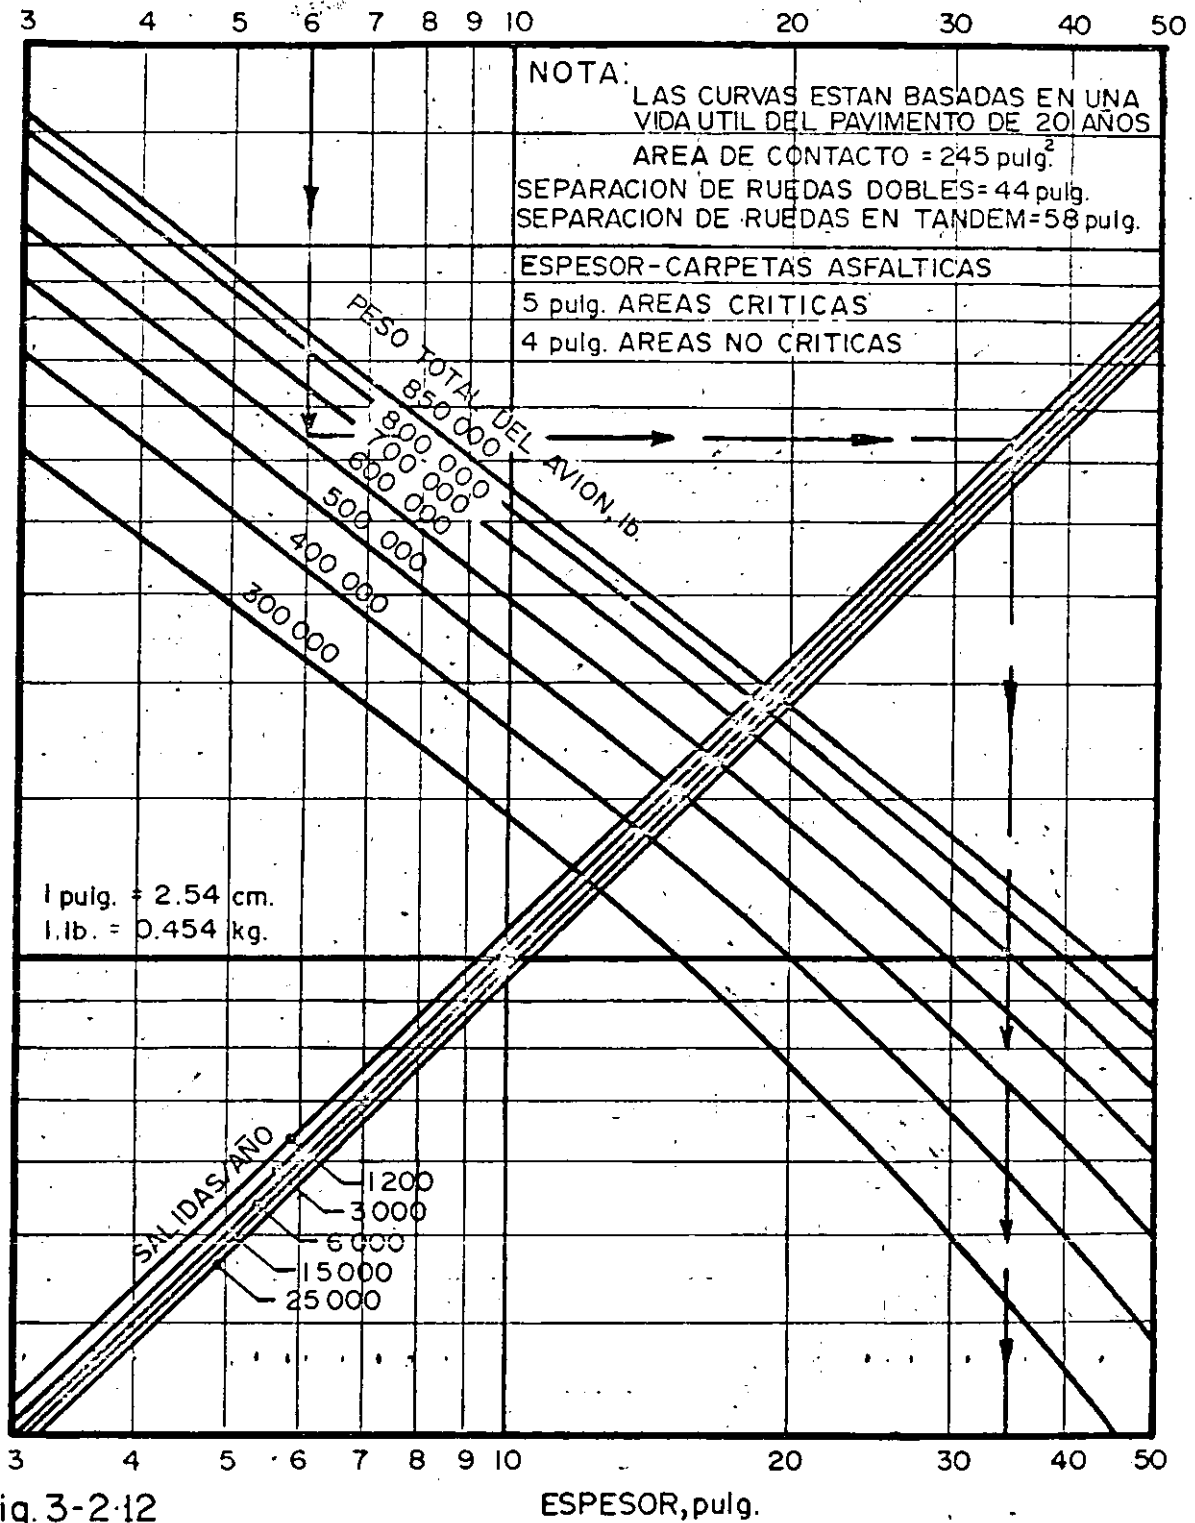 3 4 5 6 7 8 9 10 20 30 40 50
NOTA:
LAS CURVAS ESTAN BASADAS EN UNA
VIDA UTIL DEL PAVIMENTO DE 20 AÑOS
AREA DE CONTACTO = 245 pulg.²
SEPARACION DE RUEDAS DOBLES=44 pulg.
SEPARACION DE RUEDAS EN TANDEM=58 pulg.
ESPESOR-CARPETAS ASFALTICAS
5 pulg. AREAS CRITICAS
4 pulg. AREAS NO CRITICAS
PESO TOTAL DEL AVION, lb.
850 000
800 000
700 000
600 000
500 000
400 000
300 000
1 pulg. = 2.54 cm.
1 lb. = 0.454 kg.
SALIDAS/AÑO
1200
3000
6000
15000
25000
3 4 5 6 7 8 9 10 20 30 40 50
ig. 3-2-12
ESPESOR, pulg.